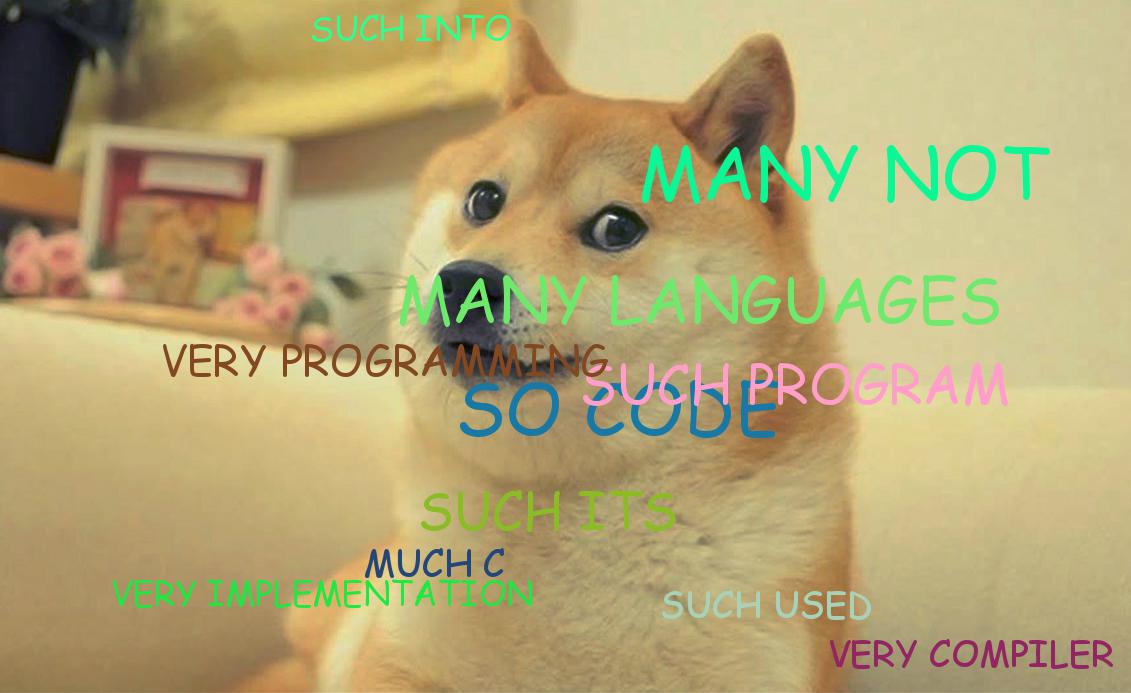 SUCH INTO
MANY NOT
MANY LANGUAGES
VERY PROGRAMMING
SUCH PROGRAM
SO CODE
SUCH ITS
MUCH C
VERY IMPLEMENTATION
SUCH USED
VERY COMPILER